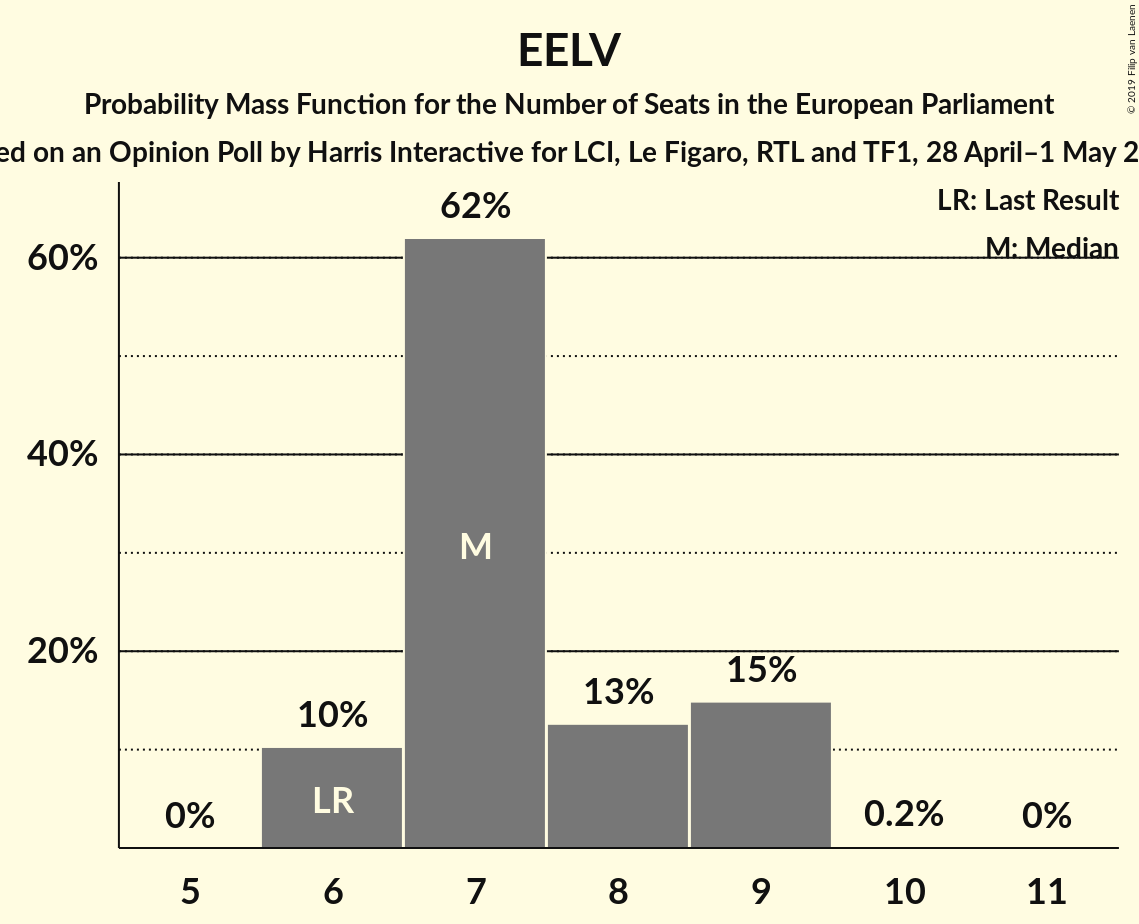 EELV
Probability Mass Function for the Number of Seats in the European Parliament
on an Opinion Poll by Harris Interactive for LCI, Le Figaro, RTL and TF1, 28 April–1 May
© 2019 Filip van Laenen
LR: Last Result
M: Median
62%
60%
40%
M
20%
15%
13%
10%
LR
0%
0.2%
0%
5 6 7 8 9 10 11